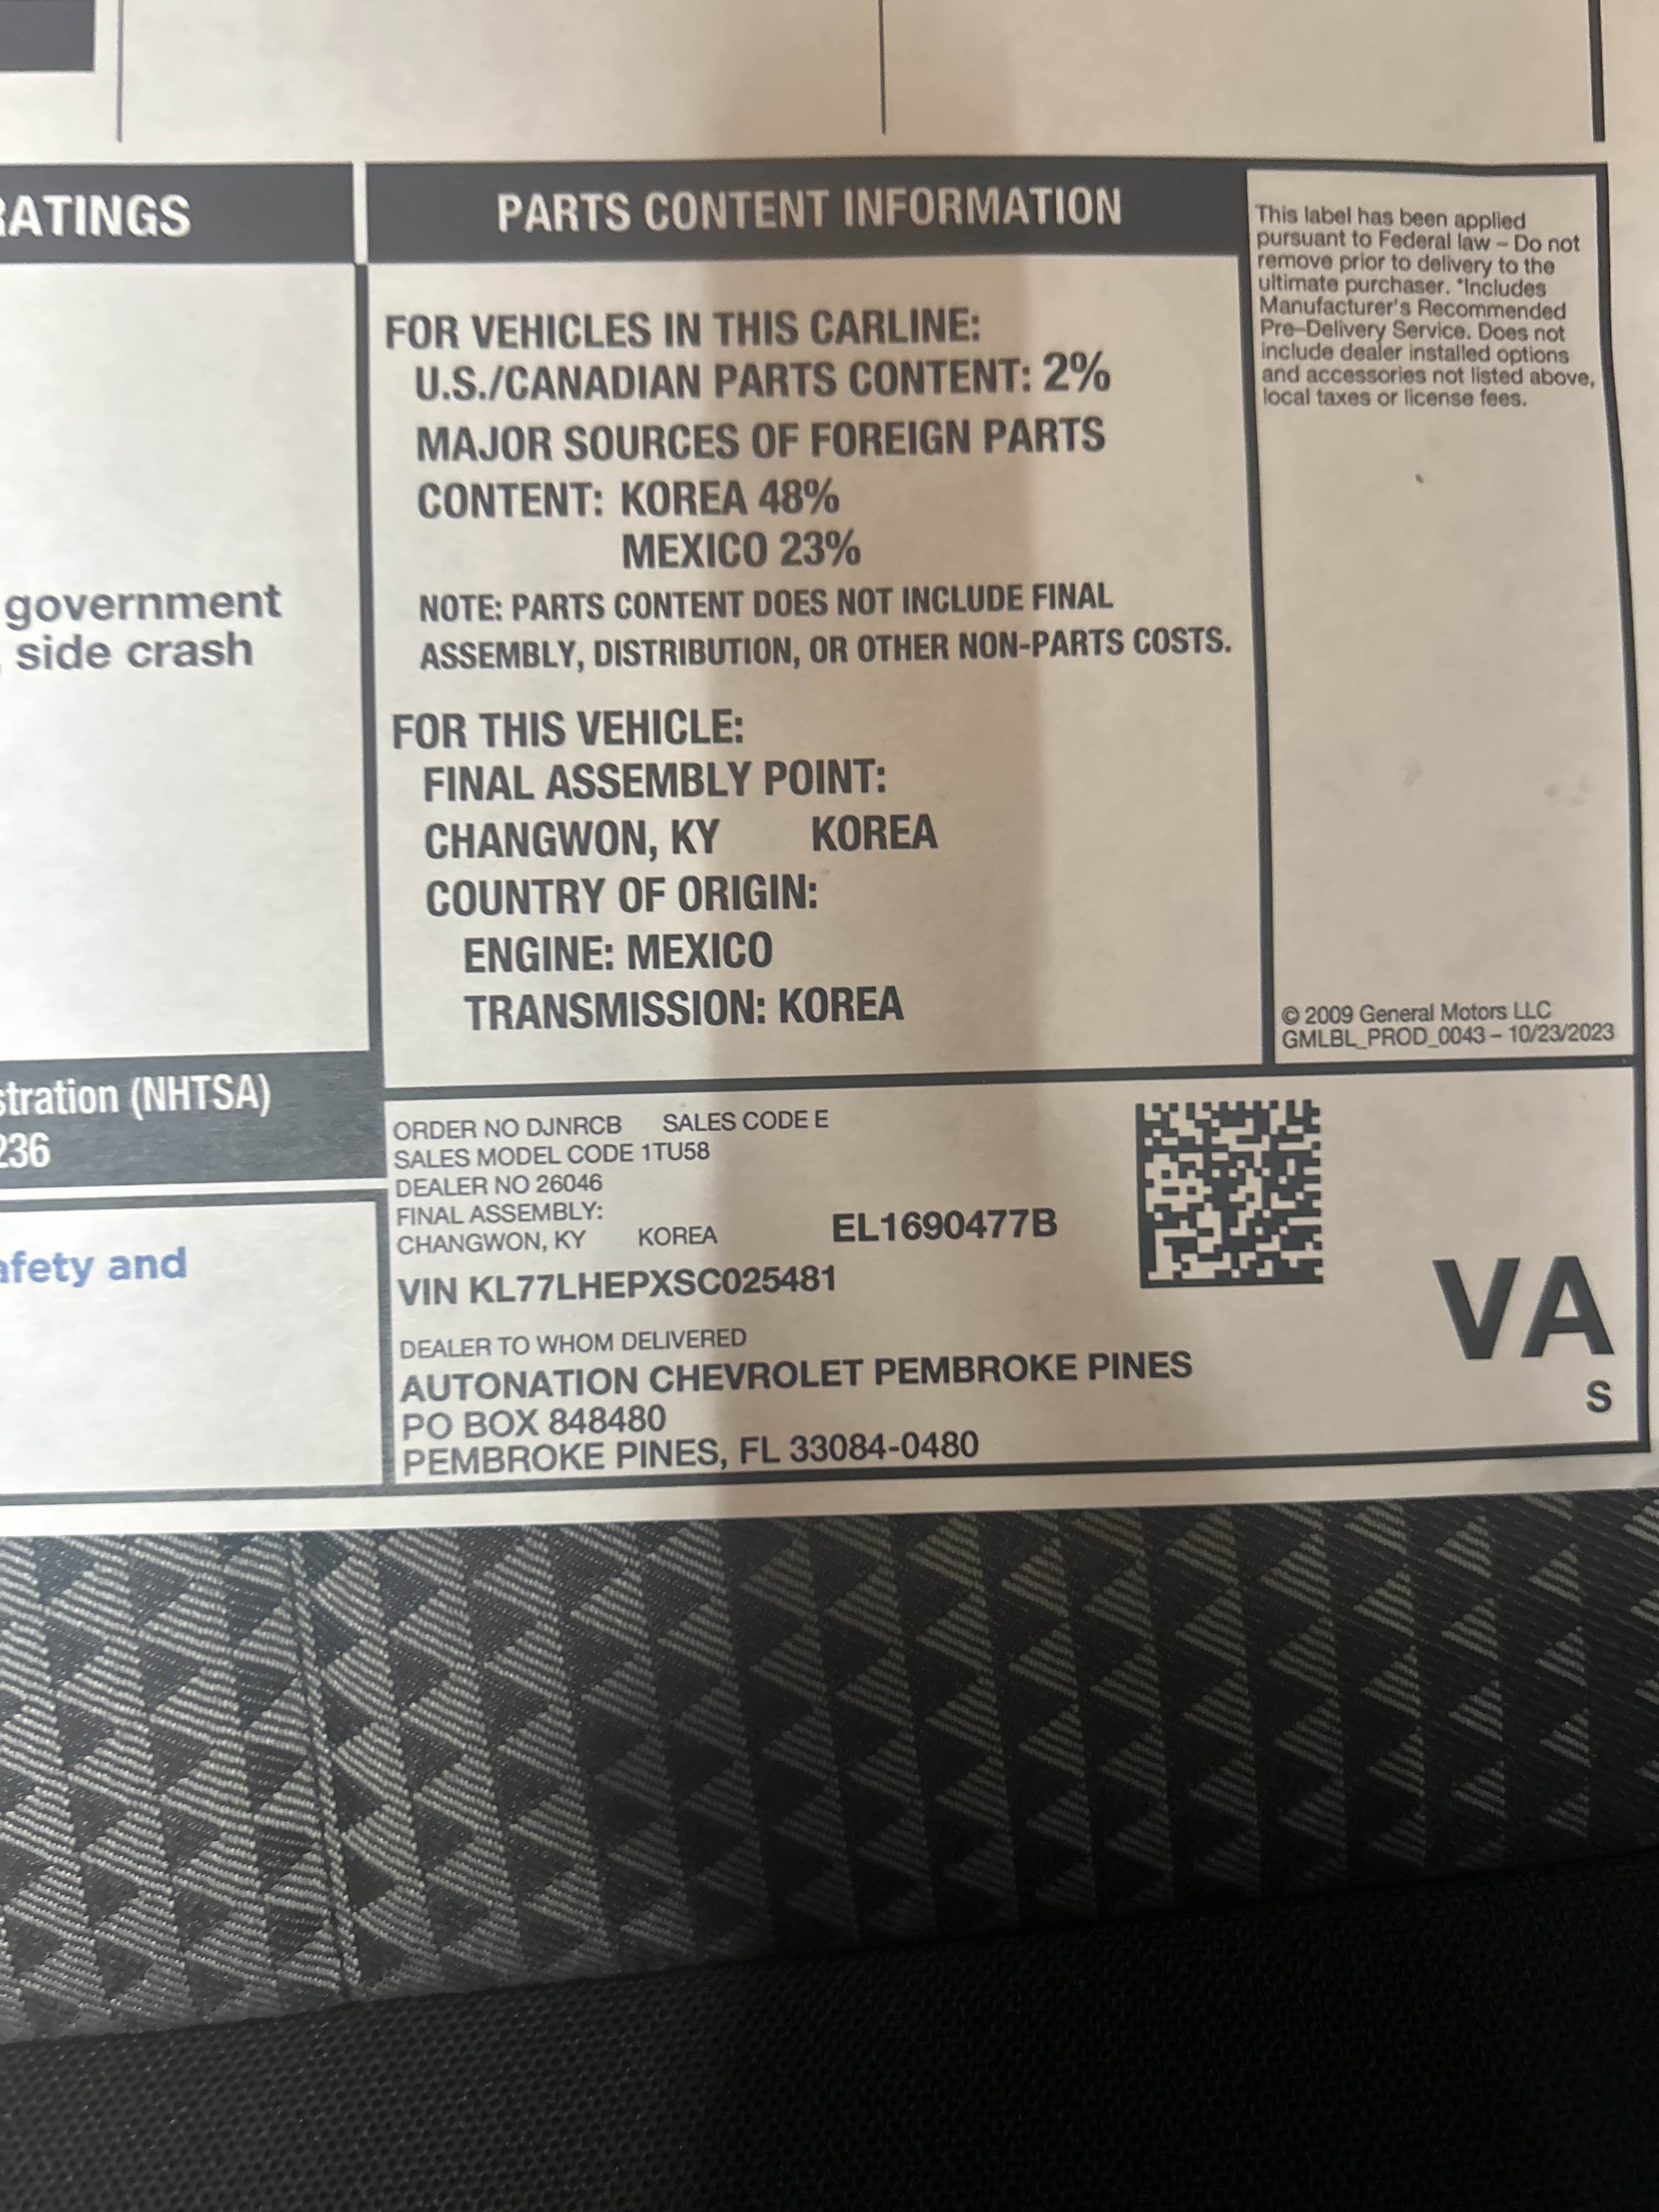 RATINGS
government
side crash
stration (NHTSA)
236
afety and
PARTS CONTENT INFORMATION
FOR VEHICLES IN THIS CARLINE:
U.S./CANADIAN PARTS CONTENT: 2%
MAJOR SOURCES OF FOREIGN PARTS
CONTENT: KOREA 48%
MEXICO 23%
NOTE: PARTS CONTENT DOES NOT INCLUDE FINAL
ASSEMBLY, DISTRIBUTION, OR OTHER NON-PARTS COSTS.
FOR THIS VEHICLE:
FINAL ASSEMBLY POINT:
CHANGWON, KY KOREA
COUNTRY OF ORIGIN:
ENGINE: MEXICO
TRANSMISSION: KOREA
This label has been applied
pursuant to Federal law – Do not
remove prior to delivery to the
ultimate purchaser. *Includes
Manufacturer's Recommended
Pre–Delivery Service. Does not
include dealer installed options
and accessories not listed above,
local taxes or license fees.
© 2009 General Motors LLC
GMLBL_PROD_0043 – 10/23/2023
ORDER NO DJNRCB SALES CODE E
SALES MODEL CODE 1TU58
DEALER NO 26046
FINAL ASSEMBLY:
CHANGWON, KY KOREA
EL1690477B
VIN KL77LHEPXSC025481
DEALER TO WHOM DELIVERED
AUTONATION CHEVROLET PEMBROKE PINES
PO BOX 848480
PEMBROKE PINES, FL 33084-0480
VA
S